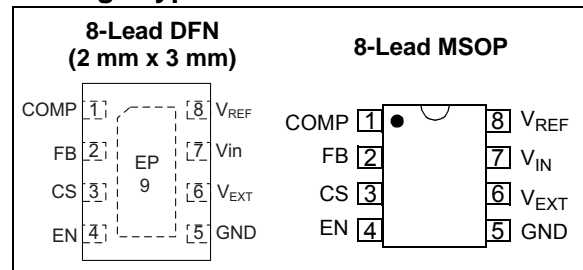 8-Lead DFN
(2 mm x 3 mm)
COMP 1 8 VREF
FB 2 EP 7 Vin
CS 3 9 6 VEXT
EN 4 5 GND
8-Lead MSOP
COMP 1 8 VREF
FB 2 7 VIN
CS 3 6 VEXT
EN 4 5 GND